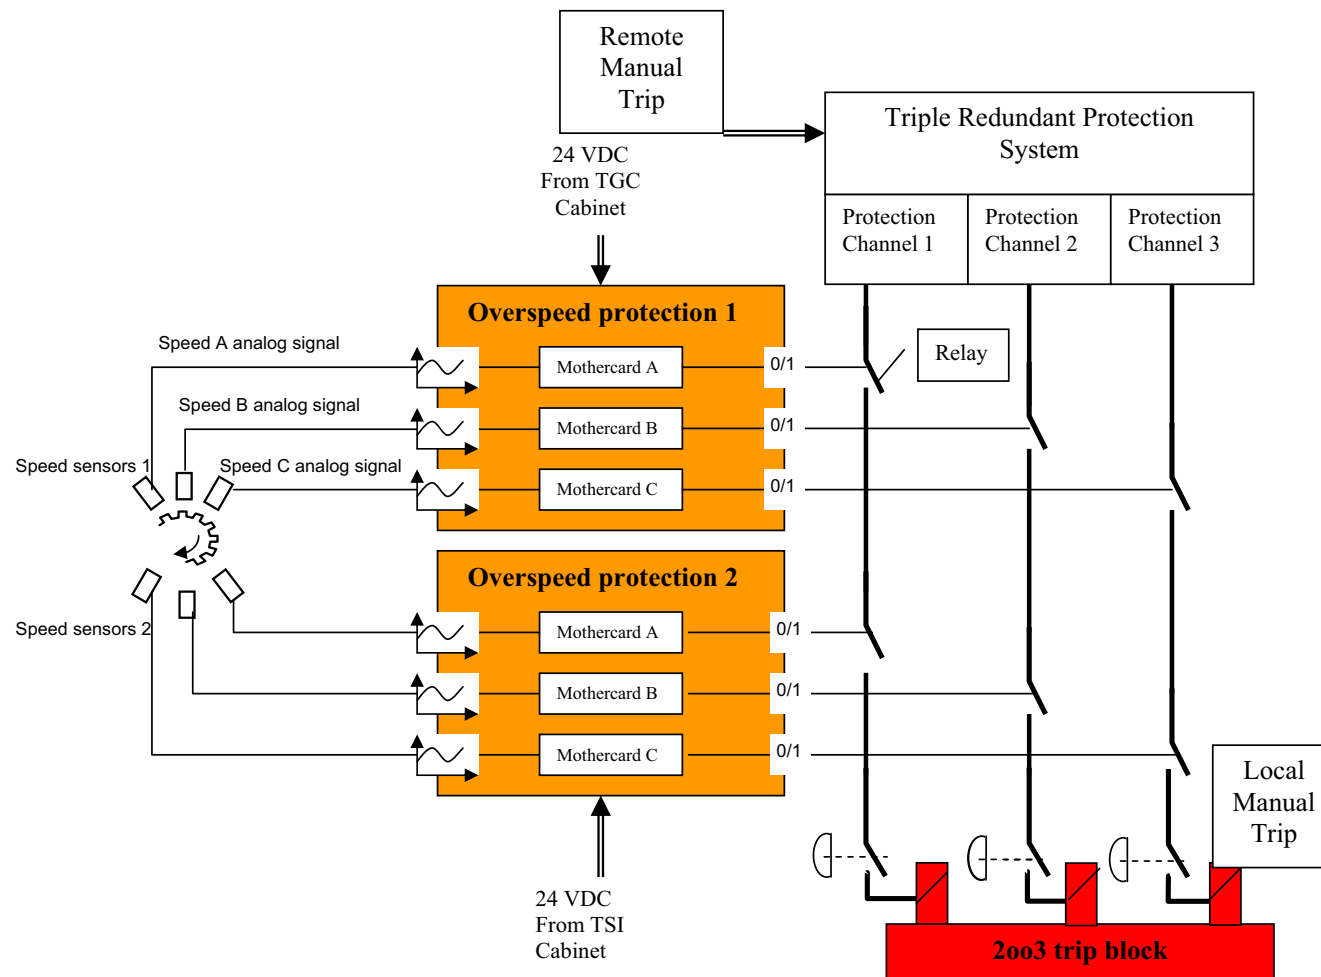 Remote
Manual
Trip
24 VDC
From TGC
Cabinet
Triple Redundant Protection
System
Protection
Channel 1
Protection
Channel 2
Protection
Channel 3
Overspeed protection 1
Speed A analog signal
Mothercard A
0/1
Relay
Speed B analog signal
Mothercard B
0/1
Speed sensors 1
Speed C analog signal
Mothercard C
0/1
Overspeed protection 2
Speed sensors 2
Mothercard A
0/1
Mothercard B
0/1
Mothercard C
0/1
Local
Manual
Trip
24 VDC
From TSI
Cabinet
2oo3 trip block